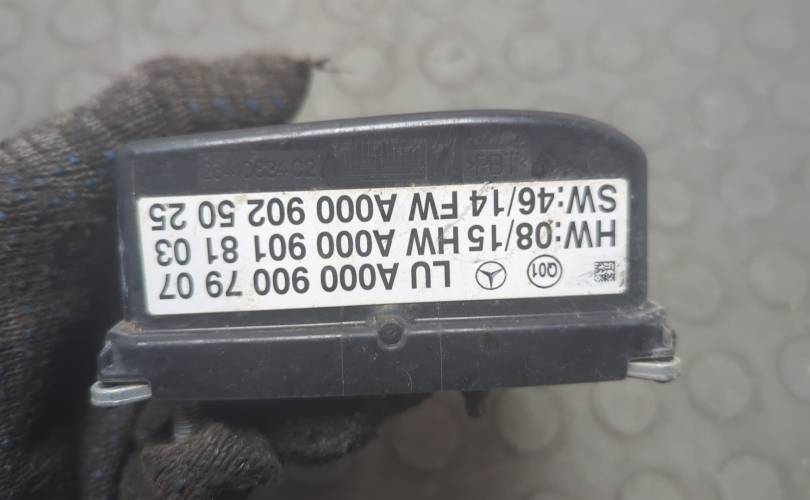 Q01 LU A000 900 79 07
HW:08/15 HW A000 901 81 03
SW:46/14 FW A000 902 50 25
>PBT